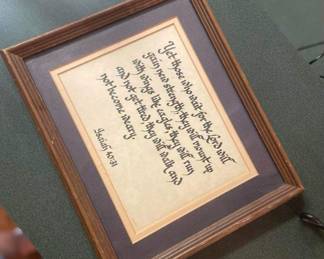 Yet those who wait for the Lord will
gain new strength; they will mount up
with wings like eagles, they will run
and not get tired, they will walk and
not become weary.
Isaiah 40:31